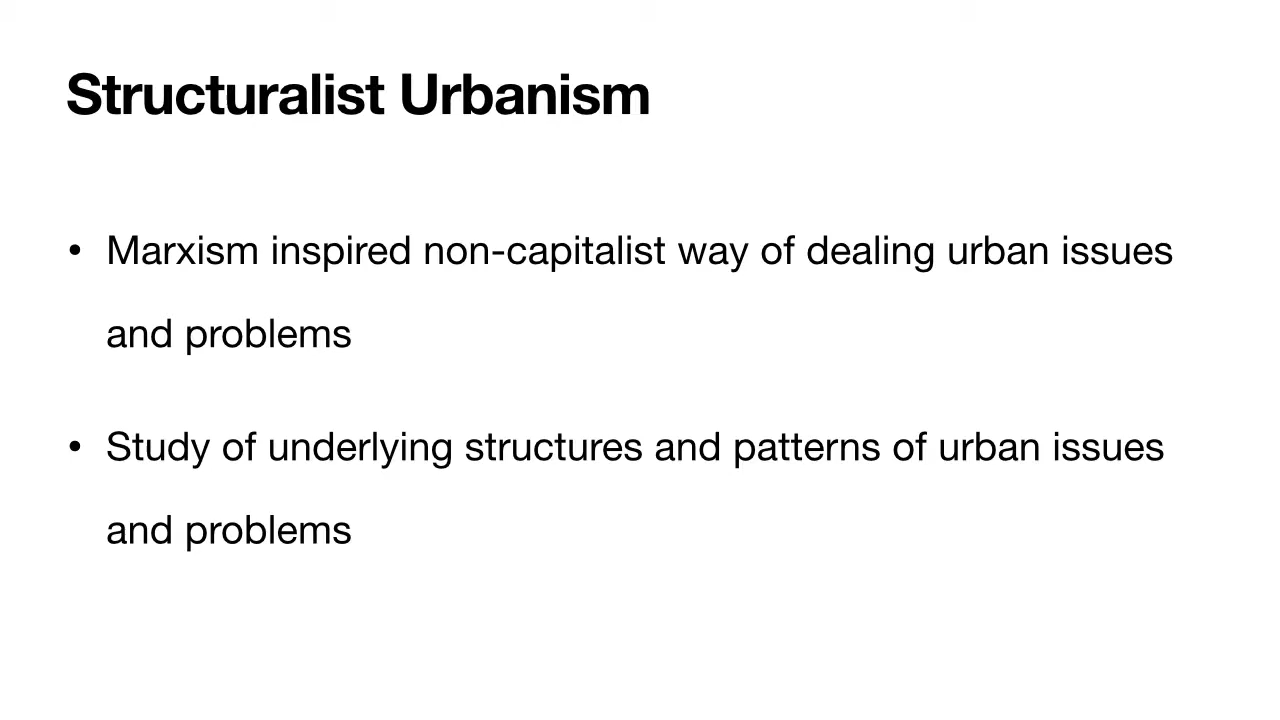 Structuralist Urbanism
• Marxism inspired non-capitalist way of dealing urban issues
and problems
• Study of underlying structures and patterns of urban issues
and problems